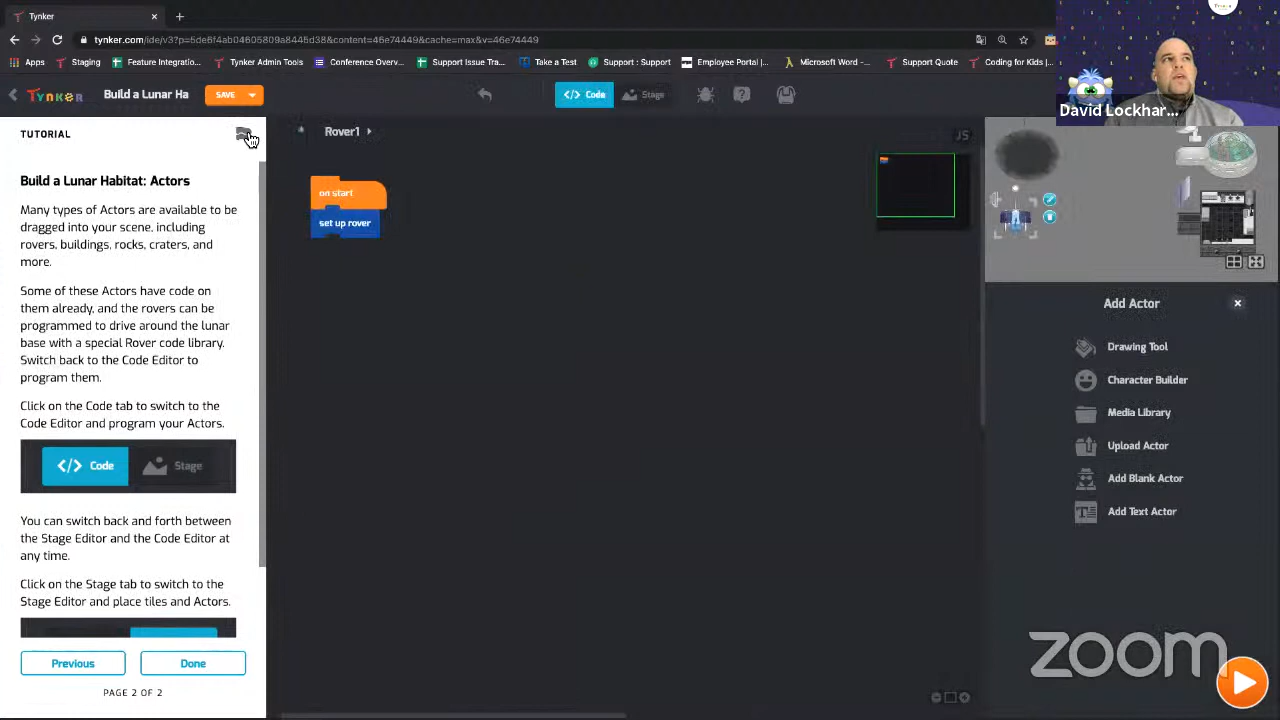 Tynker
tynker.com/ide/v3?p=5de6f4ab04605809a8445d38&content=46e74449&cache=max&v=46e74449
Apps
Staging
Feature Integratio...
Tynker Admin Tools
Conference Overv...
Support Issue Tra...
Take a Test
Support : Support
Employee Portal |...
Microsoft Word -...
Support Quote
Coding for Kids |...
David Lockhar...
TYNKER
Build a Lunar Ha
SAVE
</> Code
Stage
TUTORIAL
Build a Lunar Habitat: Actors
Many types of Actors are available to be
dragged into your scene, including
rovers, buildings, rocks, craters, and
more.
Some of these Actors have code on
them already, and the rovers can be
programmed to drive around the lunar
base with a special Rover code library.
Switch back to the Code Editor to
program them.
Click on the Code tab to switch to the
Code Editor and program your Actors.
</> Code
Stage
You can switch back and forth between
the Stage Editor and the Code Editor at
any time.
Click on the Stage tab to switch to the
Stage Editor and place tiles and Actors.
Previous
Done
PAGE 2 OF 2
Rover1
JS
on start
set up rover
Add Actor
Drawing Tool
Character Builder
Media Library
Upload Actor
Add Blank Actor
Add Text Actor
zoom